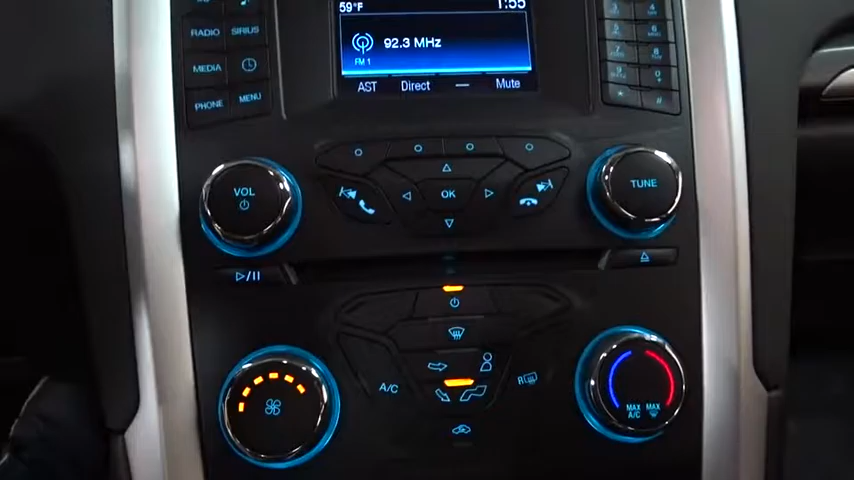 59°F 1:55
92.3 MHz
FM 1
AST Direct Mute
RADIO SIRIUS
MEDIA
PHONE MENU
* 0 #
VOL
OK
TUNE
A/C
R
MAX A/C
MAX